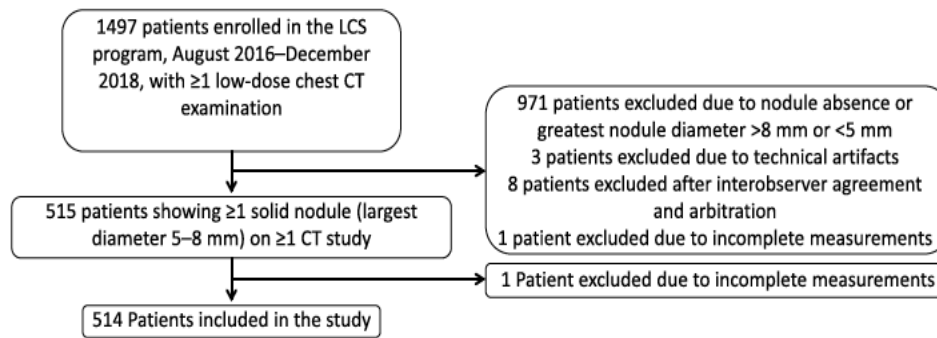 1497 patients enrolled in the LCS
program, August 2016–December
2018, with ≥1 low-dose chest CT
examination
971 patients excluded due to nodule absence or
greatest nodule diameter >8 mm or <5 mm
3 patients excluded due to technical artifacts
8 patients excluded after interobserver agreement
and arbitration
1 patient excluded due to incomplete measurements
515 patients showing ≥1 solid nodule (largest
diameter 5–8 mm) on ≥1 CT study
1 Patient excluded due to incomplete measurements
514 Patients included in the study